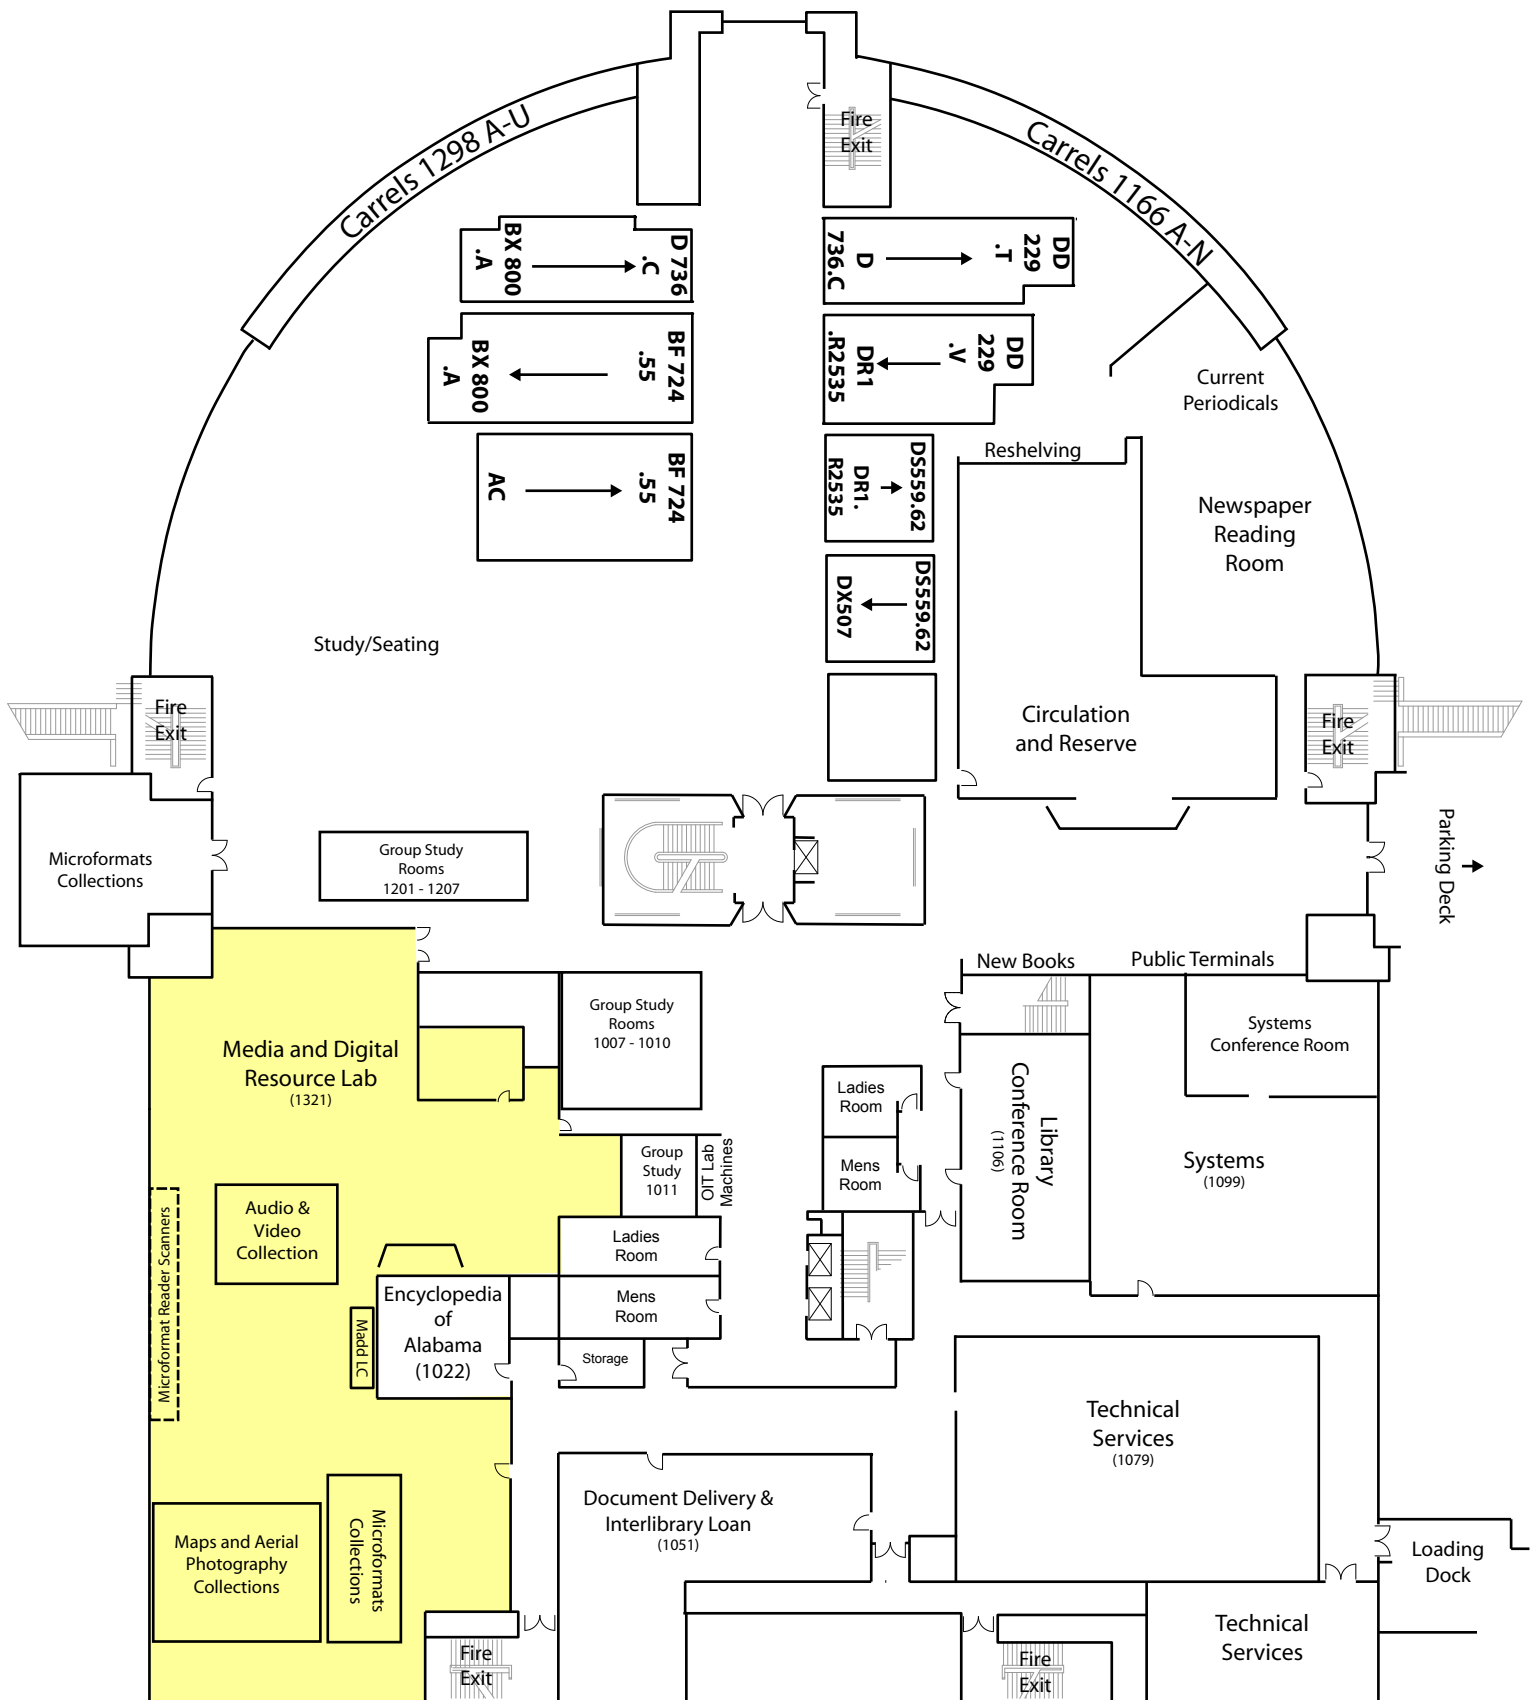 Carrels 1298 A-U
Carrels 1166 A-N
Fire
Exit
BX 800
.A
D 736
.C
D
736.C
DD
229
.T
BX 800
.A
BF 724
.55
DR1
.R2535
DD
229
.V
Current
Periodicals
AC
BF 724
.55
DR1.
R2535
DS559.62
Reshelving
Newspaper
Reading
Room
DX507
DS559.62
Study/Seating
Fire
Exit
Circulation
and Reserve
Fire
Exit
Microformats
Collections
Group Study
Rooms
1201 - 1207
Parking Deck
New Books
Public Terminals
Group Study
Rooms
1007 - 1010
Systems
Conference Room
Media and Digital
Resource Lab
(1321)
Ladies
Room
Mens
Room
Library
Conference Room
(1106)
Systems
(1099)
Group
Study
1011
OIT Lab
Machines
Audio &
Video
Collection
Microformat Reader Scanners
Ladies
Room
Mens
Room
Encyclopedia
of
Alabama
(1022)
Madd LC
Storage
Technical
Services
(1079)
Document Delivery &
Interlibrary Loan
(1051)
Maps and Aerial
Photography
Collections
Microformats
Collections
Loading
Dock
Technical
Services
Fire
Exit
Fire
Exit